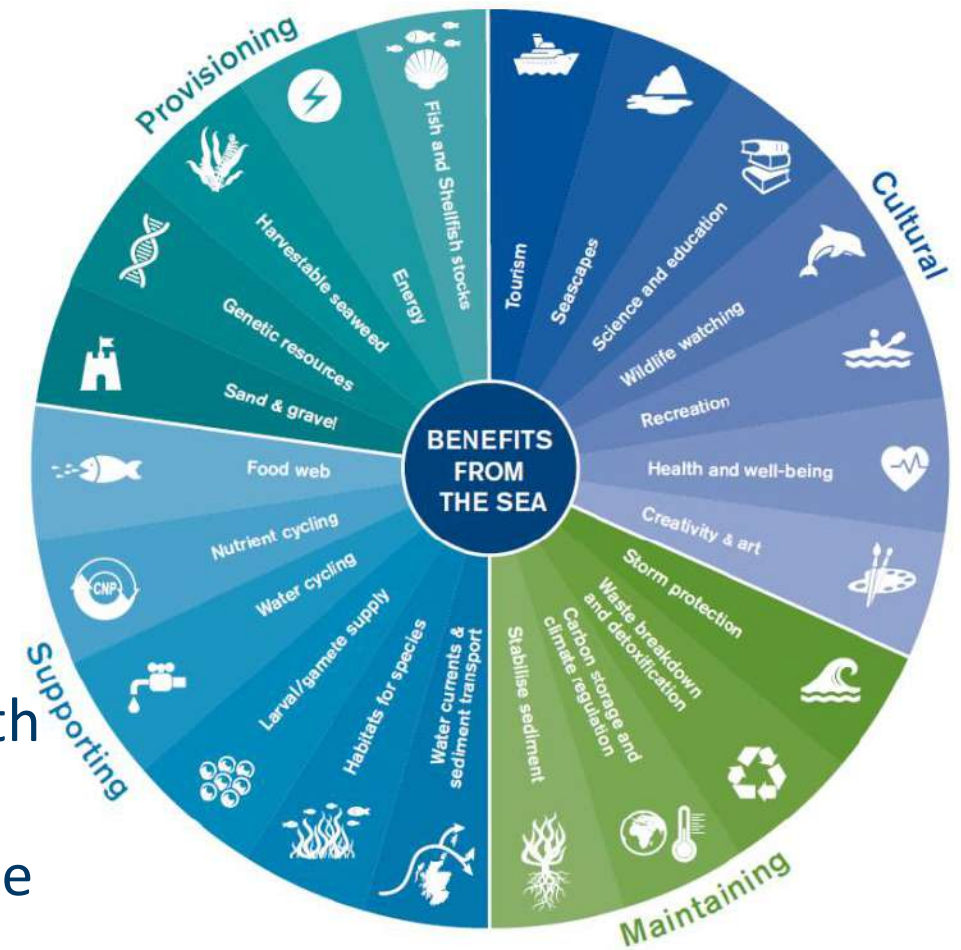 Provisioning
Fish and Shellfish stocks
Energy
Harvestable seaweed
Genetic resources
Sand & gravel
Cultural
Tourism
Seascapes
Science and education
Wildlife watching
Recreation
Health and well-being
Creativity & art
BENEFITS
FROM
THE SEA
Maintaining
Storm protection
Waste breakdown
and detoxification
Carbon storage and
climate regulation
Stabilise sediment
Supporting
Food web
Nutrient cycling
CNP
Water cycling
Larval/gamete supply
Habitats for species
Water currents &
sediment transport
th
e